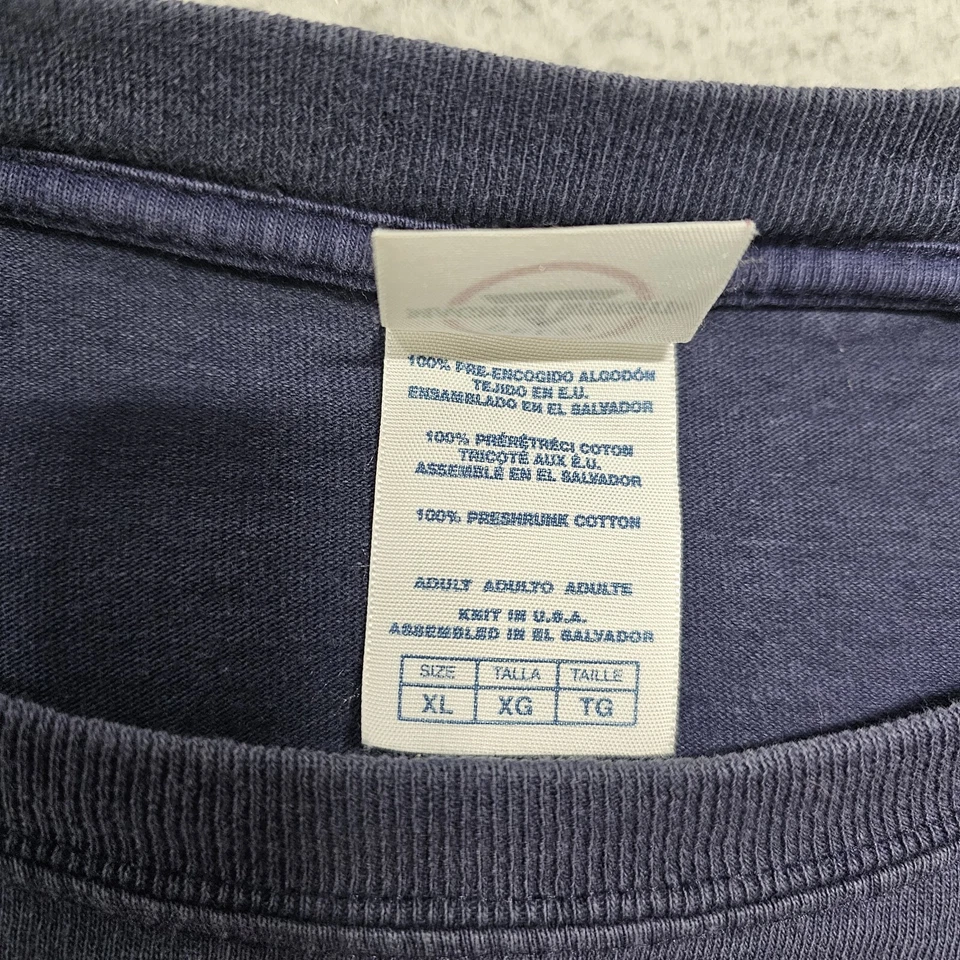 100% PRE-ENCOGIDO ALGODÓN
TEJIDO EN E.U.
ENSAMBLADO EN EL SALVADOR
100% PRÉRÉTRÉCI COTON
TRICOTÉ AUX É.U.
ASSEMBLÉ EN EL SALVADOR
100% PRESHRUNK COTTON
ADULT ADULTO ADULTE
KNIT IN U.S.A.
ASSEMBLED IN EL SALVADOR
SIZE TALLA TAILLE
XL XG TG